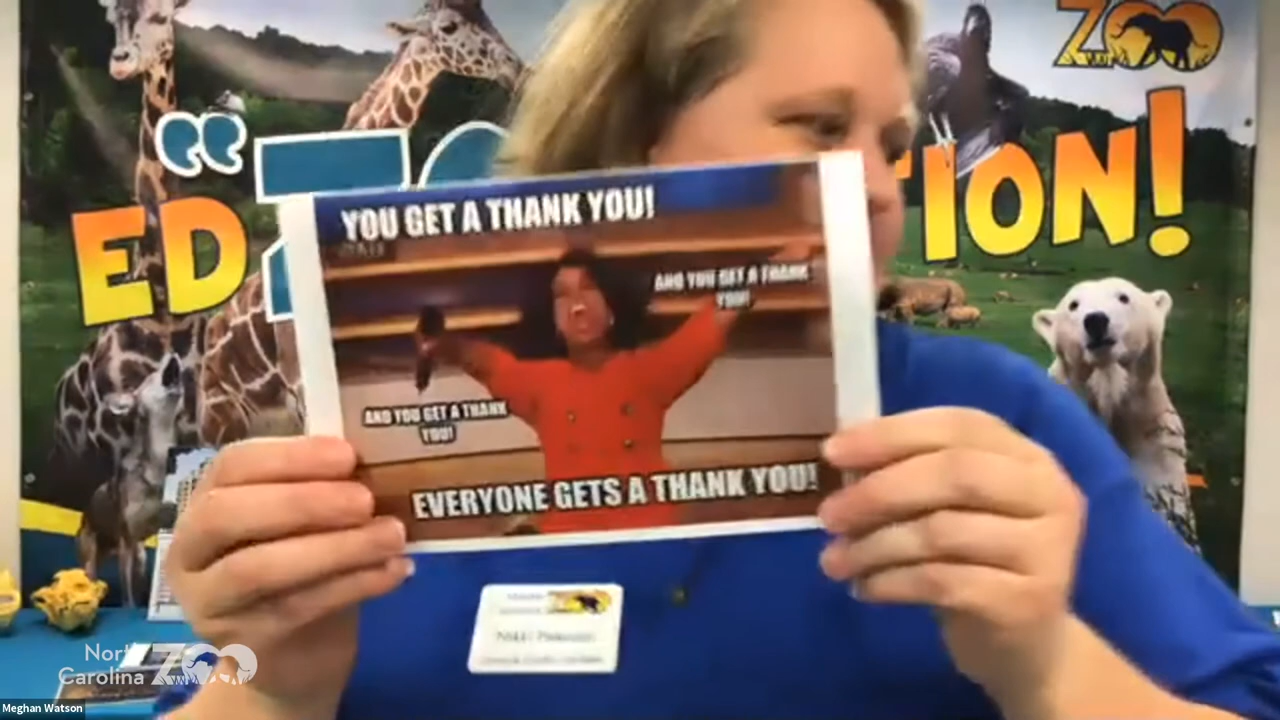 ZOO
“ZO
ED TION!
YOU GET A THANK YOU!
AND YOU GET A THANK
YOU!
AND YOU GET A THANK
YOU!
EVERYONE GETS A THANK YOU!
North
Carolina ZOO
Meghan Watson